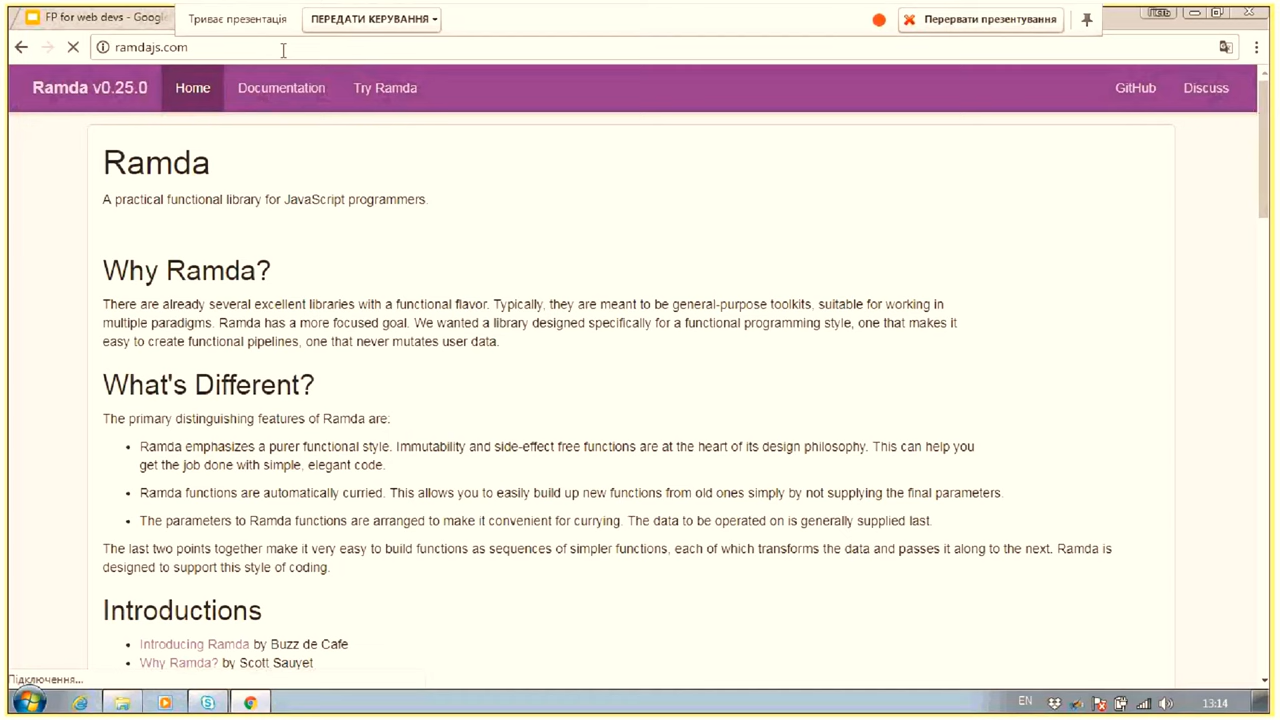 FP for web devs - Googl
Триває презентація
ПЕРЕДАТИ КЕРУВАННЯ
Перервати презентування
ramdajs.com
Ramda v0.25.0
Home
Documentation
Try Ramda
GitHub
Discuss
Ramda
A practical functional library for JavaScript programmers.
Why Ramda?
There are already several excellent libraries with a functional flavor. Typically, they are meant to be general-purpose toolkits, suitable for working in
multiple paradigms. Ramda has a more focused goal. We wanted a library designed specifically for a functional programming style, one that makes it
easy to create functional pipelines, one that never mutates user data.
What's Different?
The primary distinguishing features of Ramda are:
Ramda emphasizes a purer functional style. Immutability and side-effect free functions are at the heart of its design philosophy. This can help you
get the job done with simple, elegant code.
Ramda functions are automatically curried. This allows you to easily build up new functions from old ones simply by not supplying the final parameters.
The parameters to Ramda functions are arranged to make it convenient for currying. The data to be operated on is generally supplied last.
The last two points together make it very easy to build functions as sequences of simpler functions, each of which transforms the data and passes it along to the next. Ramda is
designed to support this style of coding.
Introductions
Introducing Ramda by Buzz de Cafe
Why Ramda? by Scott Sauyet
Підключення...
EN
13:14